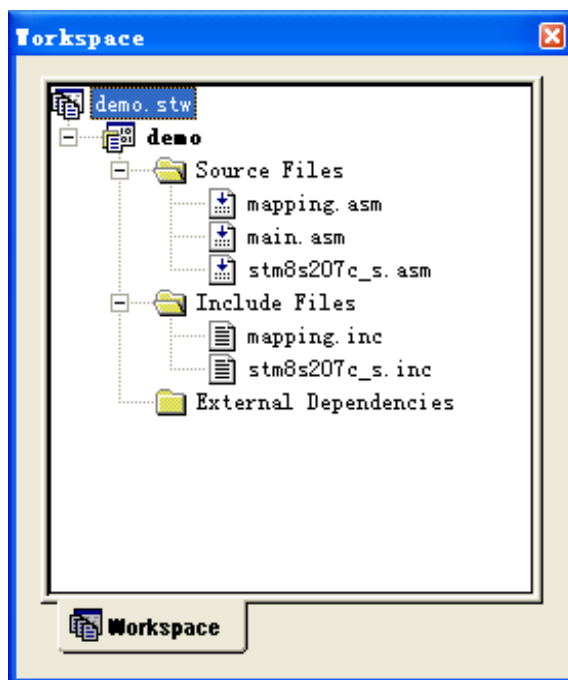 Workspace
demo.stw
demo
Source Files
mapping.asm
main.asm
stm8s207c_s.asm
Include Files
mapping.inc
stm8s207c_s.inc
External Dependencies
Workspace